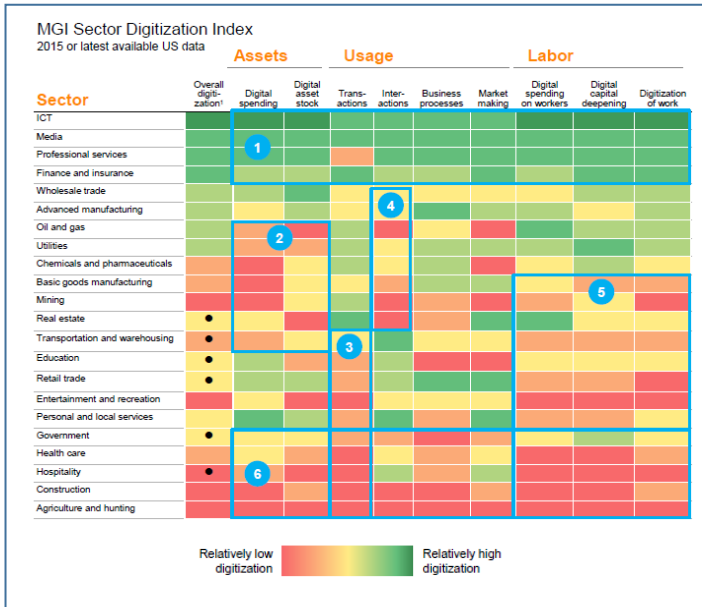 MGI Sector Digitization Index
2015 or latest available US data
Assets Usage Labor
Sector
Overall digiti-zation¹
Digital spending
Digital asset stock
Trans-actions
Inter-actions
Business processes
Market making
Digital spending on workers
Digital capital deepening
Digitization of work
ICT
Media
1
Professional services
Finance and insurance
Wholesale trade
4
Advanced manufacturing
Oil and gas
2
Utilities
Chemicals and pharmaceuticals
Basic goods manufacturing
5
Mining
Real estate
Transportation and warehousing
3
Education
Retail trade
Entertainment and recreation
Personal and local services
Government
Health care
Hospitality
6
Construction
Agriculture and hunting
Relatively low digitization
Relatively high digitization